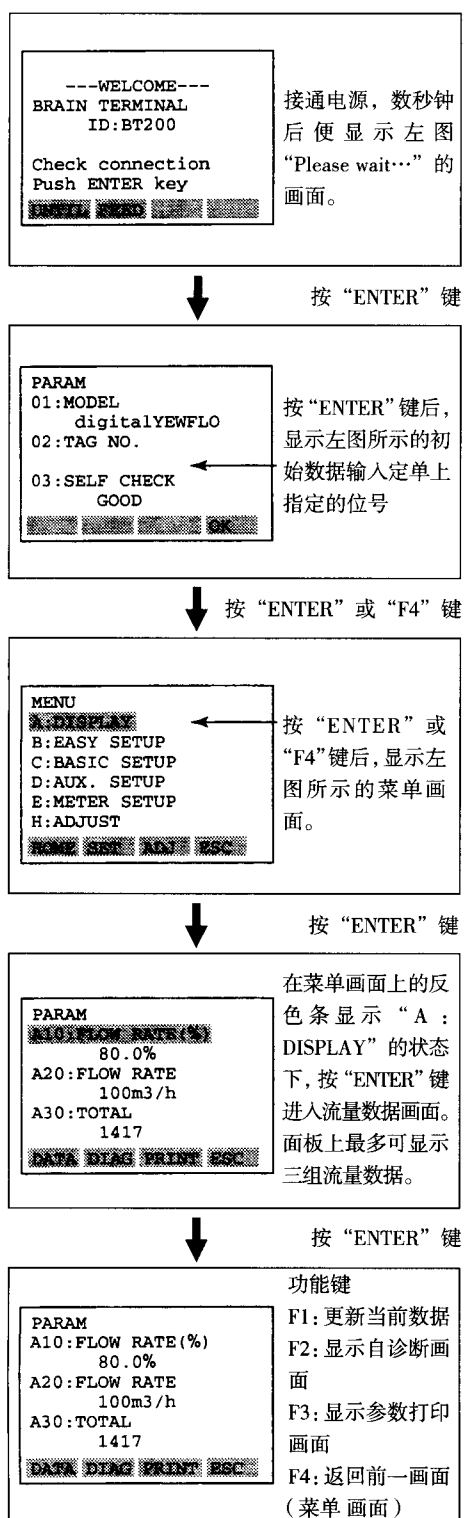 ---WELCOME---
BRAIN TERMINAL
ID:BT200
Check connection
Push ENTER key
UNTIL FEED
接通电源，数秒钟
后便显示左图
“Please wait…”的
画面。
按“ENTER”键
PARAM
01:MODEL
digitalYEWFLO
02:TAG NO.
03:SELF CHECK
GOOD
OK
按“ENTER”键后，
显示左图所示的初
始数据输入定单上
指定的位号
按“ENTER”或“F4”键
MENU
A:DISPLAY
B:EASY SETUP
C:BASIC SETUP
D:AUX. SETUP
E:METER SETUP
H:ADJUST
HOME SET ADJ ESC
按“ENTER”或
“F4”键后，显示左
图所示的菜单画
面。
按“ENTER”键
PARAM
A10:FLOW RATE(%)
80.0%
A20:FLOW RATE
100m3/h
A30:TOTAL
1417
DATA DIAG PRINT ESC
在菜单画面上的反
色条显示“A：
DISPLAY”的状态
下，按“ENTER”键
进入流量数据画面。
面板上最多可显示
三组流量数据。
按“ENTER”键
PARAM
A10:FLOW RATE(%)
80.0%
A20:FLOW RATE
100m3/h
A30:TOTAL
1417
DATA DIAG PRINT ESC
功能键
F1：更新当前数据
F2：显示自诊断画
面
F3：显示参数打印
画面
F4：返回前一画面
（菜单 画面）